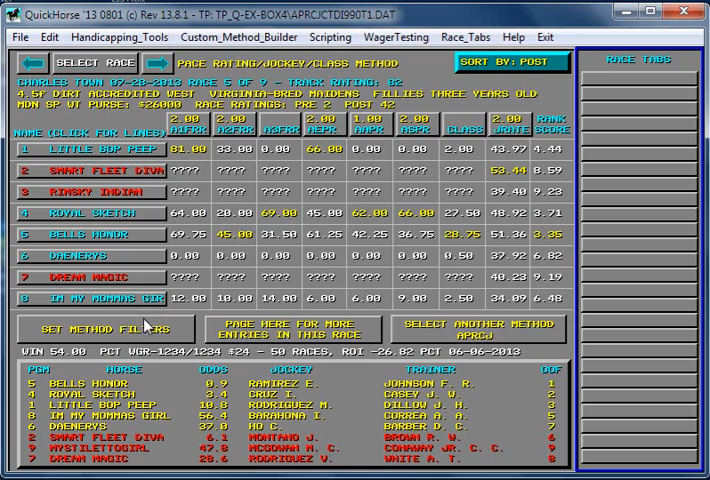 QuickHorse '13 0801 (c) Rev 13.8.1 - TP: TP_Q-EX-BOX4\APRCJCTDI990T1.DAT
File Edit Handicapping_Tools Custom_Method_Builder Scripting WagerTesting Race_Tabs Help Exit
SELECT RACE PACE RATING/JOCKEY/CLASS METHOD SORT BY: POST RACE TABS
CHARLES TOWN 07-28-2013 RACE 5 OF 9 - TRACK RATING: 82
4.5F DIRT ACCREDITED WEST VIRGINIA-BRED MAIDENS FILLIES THREE YEARS OLD
MDN SP WT PURSE: $26000 RACE RATINGS: PRE 2 POST 42
2.00 2.00 2.00 1.00 2.00 2.00 RANK
NAME (CLICK FOR LINES) A1FRR A2FRR A3FRR AEPR AAPR ASPR CLASS JRATE SCORE
1 LITTLE BOP PEEP 81.00 33.00 0.00 66.00 0.00 0.00 2.00 43.97 4.44
2 SMART FLEET DIVA ???? ???? ???? ???? ???? ???? ???? 53.44 8.59
3 RINSKY INDIAN ???? ???? ???? ???? ???? ???? ???? 39.40 9.23
4 ROYAL SKETCH 64.00 28.00 69.00 45.00 62.00 66.00 27.50 48.92 3.71
5 BELLS HONOR 69.75 45.00 31.50 61.25 42.25 36.75 28.75 51.36 3.35
6 DAENERYS 0.00 0.00 0.00 0.00 0.00 0.00 0.50 37.92 6.82
7 DREAM MAGIC ???? ???? ???? ???? ???? ???? ???? 40.23 9.19
8 IM MY MOMMAS GIR 12.00 10.00 14.00 6.00 6.00 9.00 2.50 34.09 6.48
SET METHOD FILTERS PAGE HERE FOR MORE SELECT ANOTHER METHOD
ENTRIES IN THIS RACE APRCJ
WIN 54.00 PCT WGR-1234/1234 $24 - 50 RACES, ROI -26.82 PCT 06-06-2013
PGM HORSE ODDS JOCKEY TRAINER OOF
5 BELLS HONOR 0.9 RAMIREZ E. JOHNSON F. R. 1
4 ROYAL SKETCH 3.4 CRUZ I. CASEY J. W. 2
1 LITTLE BOP PEEP 10.8 RODRIGUEZ M. DILLOW J. H. 3
8 IM MY MOMMAS GIRL 56.4 BARAHONA I. CORREA A. A. 5
6 DAENERYS 37.0 HO C. BARBER D. C. 7
2 SMART FLEET DIVA 6.1 MONTANO J. BROWN R. W. 6
9 MYSTILETTOGIRL 47.8 MCGOWAN M. C. CONAWAY JR. C. C. 9
7 DREAM MAGIC 28.6 RODRIGUEZ V. WHITE A. T. 8